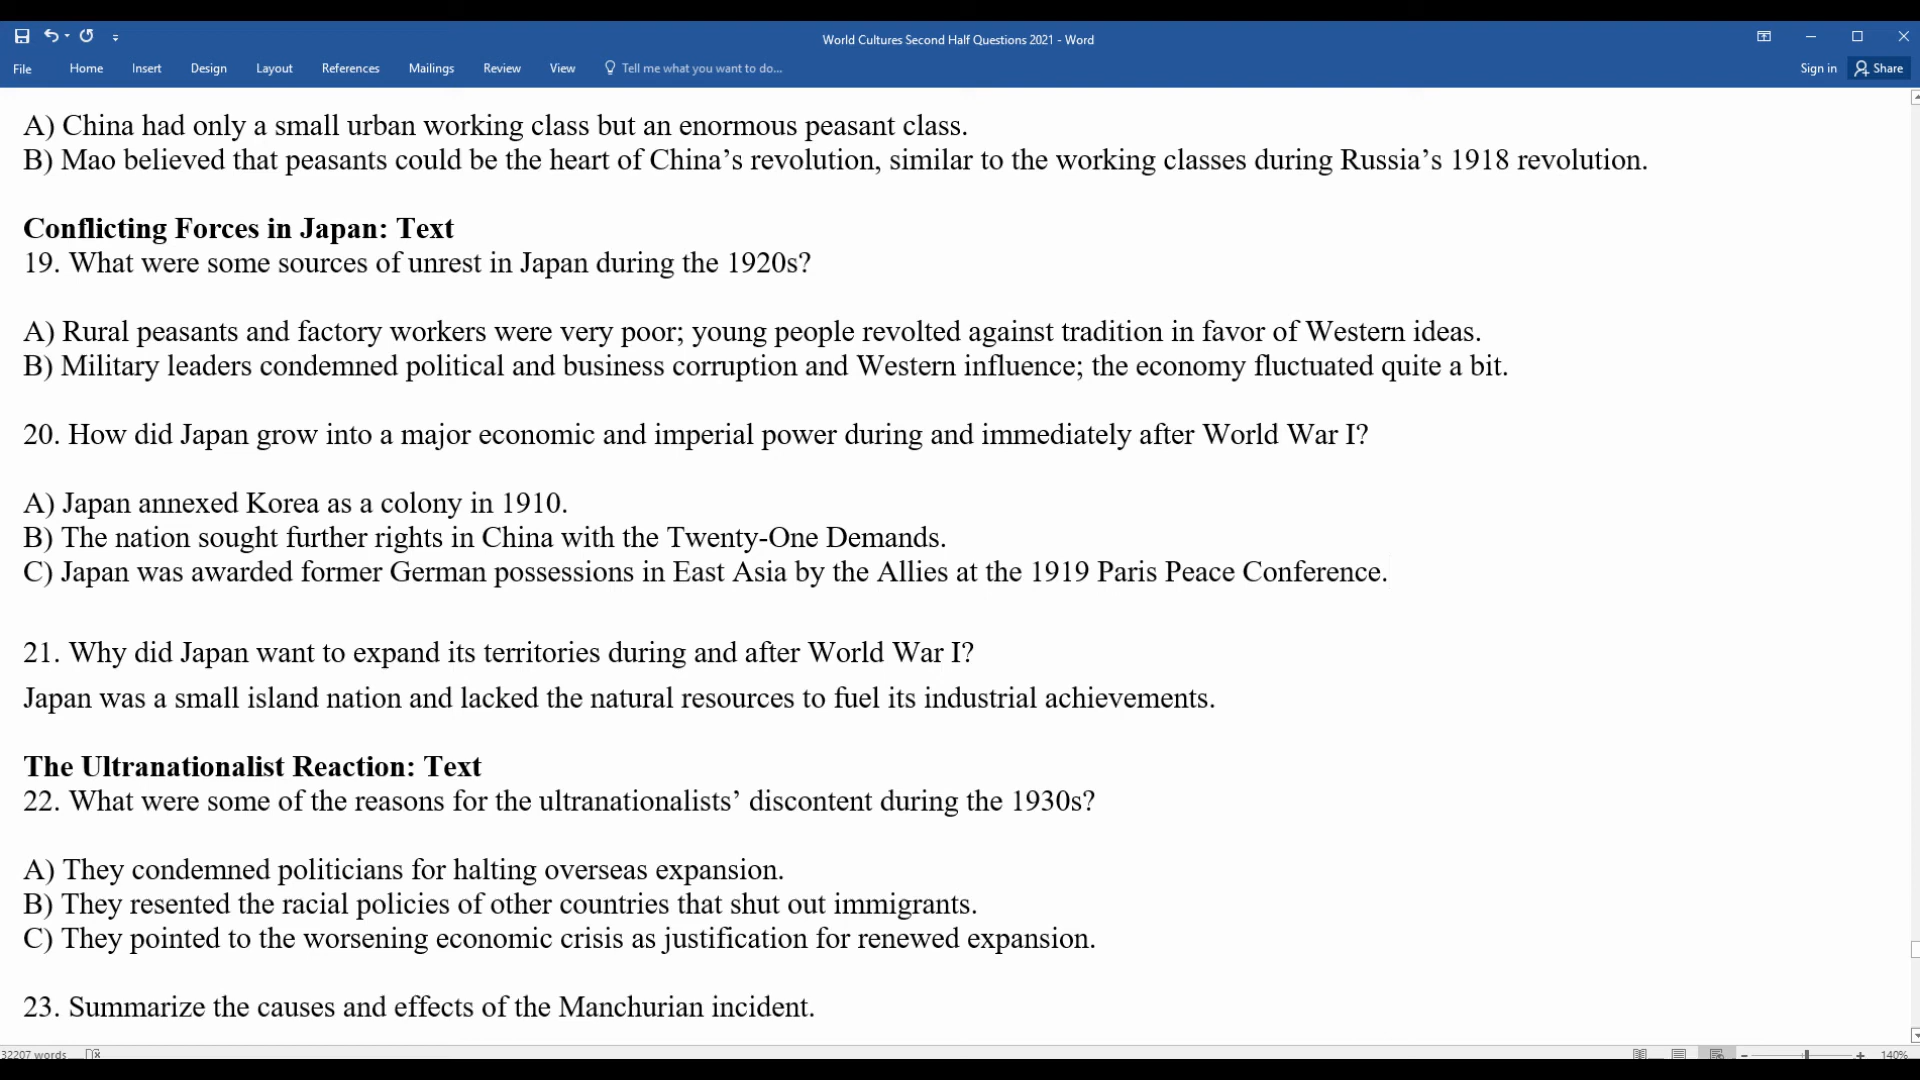 World Cultures Second Half Questions 2021 - Word
File Home Insert Design Layout References Mailings Review View Tell me what you want to do... Sign in Share
A) China had only a small urban working class but an enormous peasant class.
B) Mao believed that peasants could be the heart of China’s revolution, similar to the working classes during Russia’s 1918 revolution.
Conflicting Forces in Japan: Text
19. What were some sources of unrest in Japan during the 1920s?
A) Rural peasants and factory workers were very poor; young people revolted against tradition in favor of Western ideas.
B) Military leaders condemned political and business corruption and Western influence; the economy fluctuated quite a bit.
20. How did Japan grow into a major economic and imperial power during and immediately after World War I?
A) Japan annexed Korea as a colony in 1910.
B) The nation sought further rights in China with the Twenty-One Demands.
C) Japan was awarded former German possessions in East Asia by the Allies at the 1919 Paris Peace Conference.
21. Why did Japan want to expand its territories during and after World War I?
Japan was a small island nation and lacked the natural resources to fuel its industrial achievements.
The Ultranationalist Reaction: Text
22. What were some of the reasons for the ultranationalists’ discontent during the 1930s?
A) They condemned politicians for halting overseas expansion.
B) They resented the racial policies of other countries that shut out immigrants.
C) They pointed to the worsening economic crisis as justification for renewed expansion.
23. Summarize the causes and effects of the Manchurian incident.
32207 words 140%